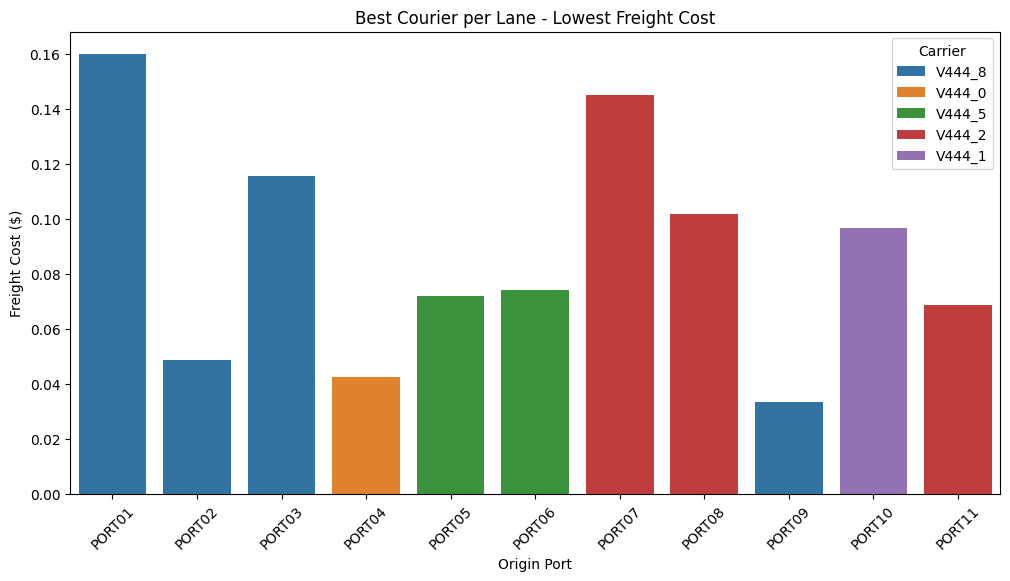 Best Courier per Lane - Lowest Freight Cost
Carrier
V444_8
V444_0
V444_5
V444_2
V444_1
Freight Cost ($)
0.16
0.14
0.12
0.10
0.08
0.06
0.04
0.02
0.00
PORT01
PORT02
PORT03
PORT04
PORT05
PORT06
PORT07
PORT08
PORT09
PORT10
PORT11
Origin Port